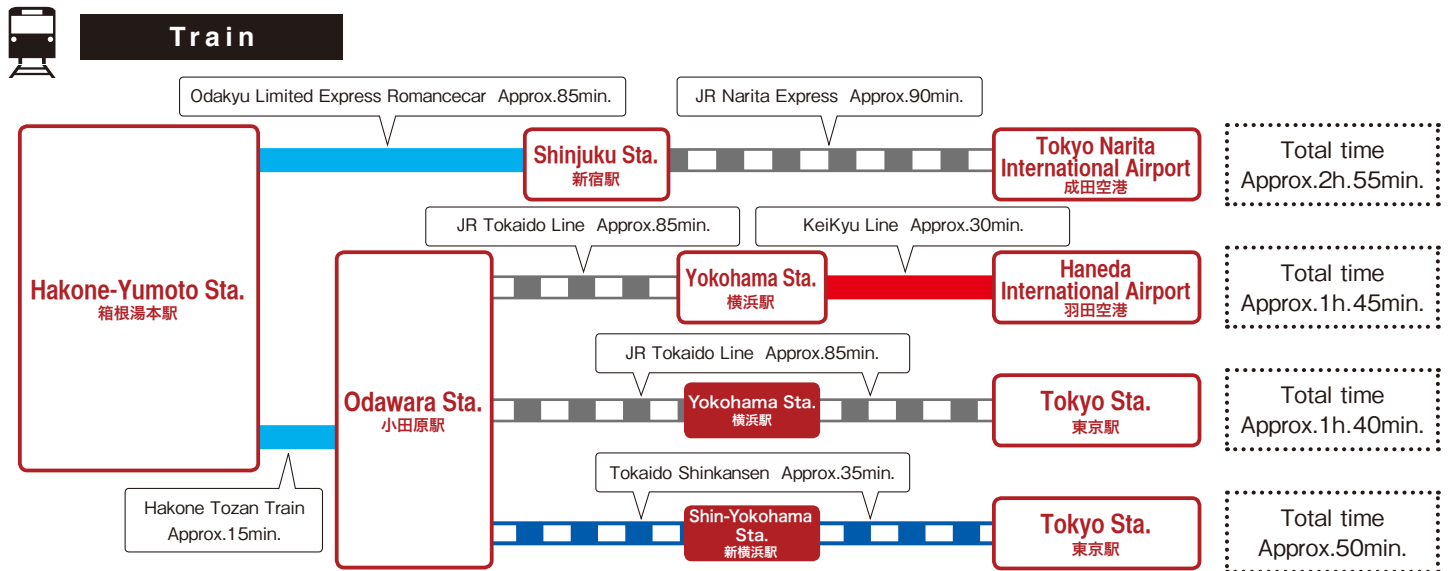 Train
Odakyu Limited Express Romancecar Approx.85min.
JR Narita Express Approx.90min.
Shinjuku Sta.
新宿駅
Tokyo Narita
International Airport
成田空港
Total time
Approx.2h.55min.
JR Tokaido Line Approx.85min.
KeiKyu Line Approx.30min.
Hakone-Yumoto Sta.
箱根湯本駅
Yokohama Sta.
横浜駅
Haneda
International Airport
羽田空港
Total time
Approx.1h.45min.
JR Tokaido Line Approx.85min.
Odawara Sta.
小田原駅
Yokohama Sta.
横浜駅
Tokyo Sta.
東京駅
Total time
Approx.1h.40min.
Tokaido Shinkansen Approx.35min.
Hakone Tozan Train
Approx.15min.
Shin-Yokohama
Sta.
新横浜駅
Tokyo Sta.
東京駅
Total time
Approx.50min.